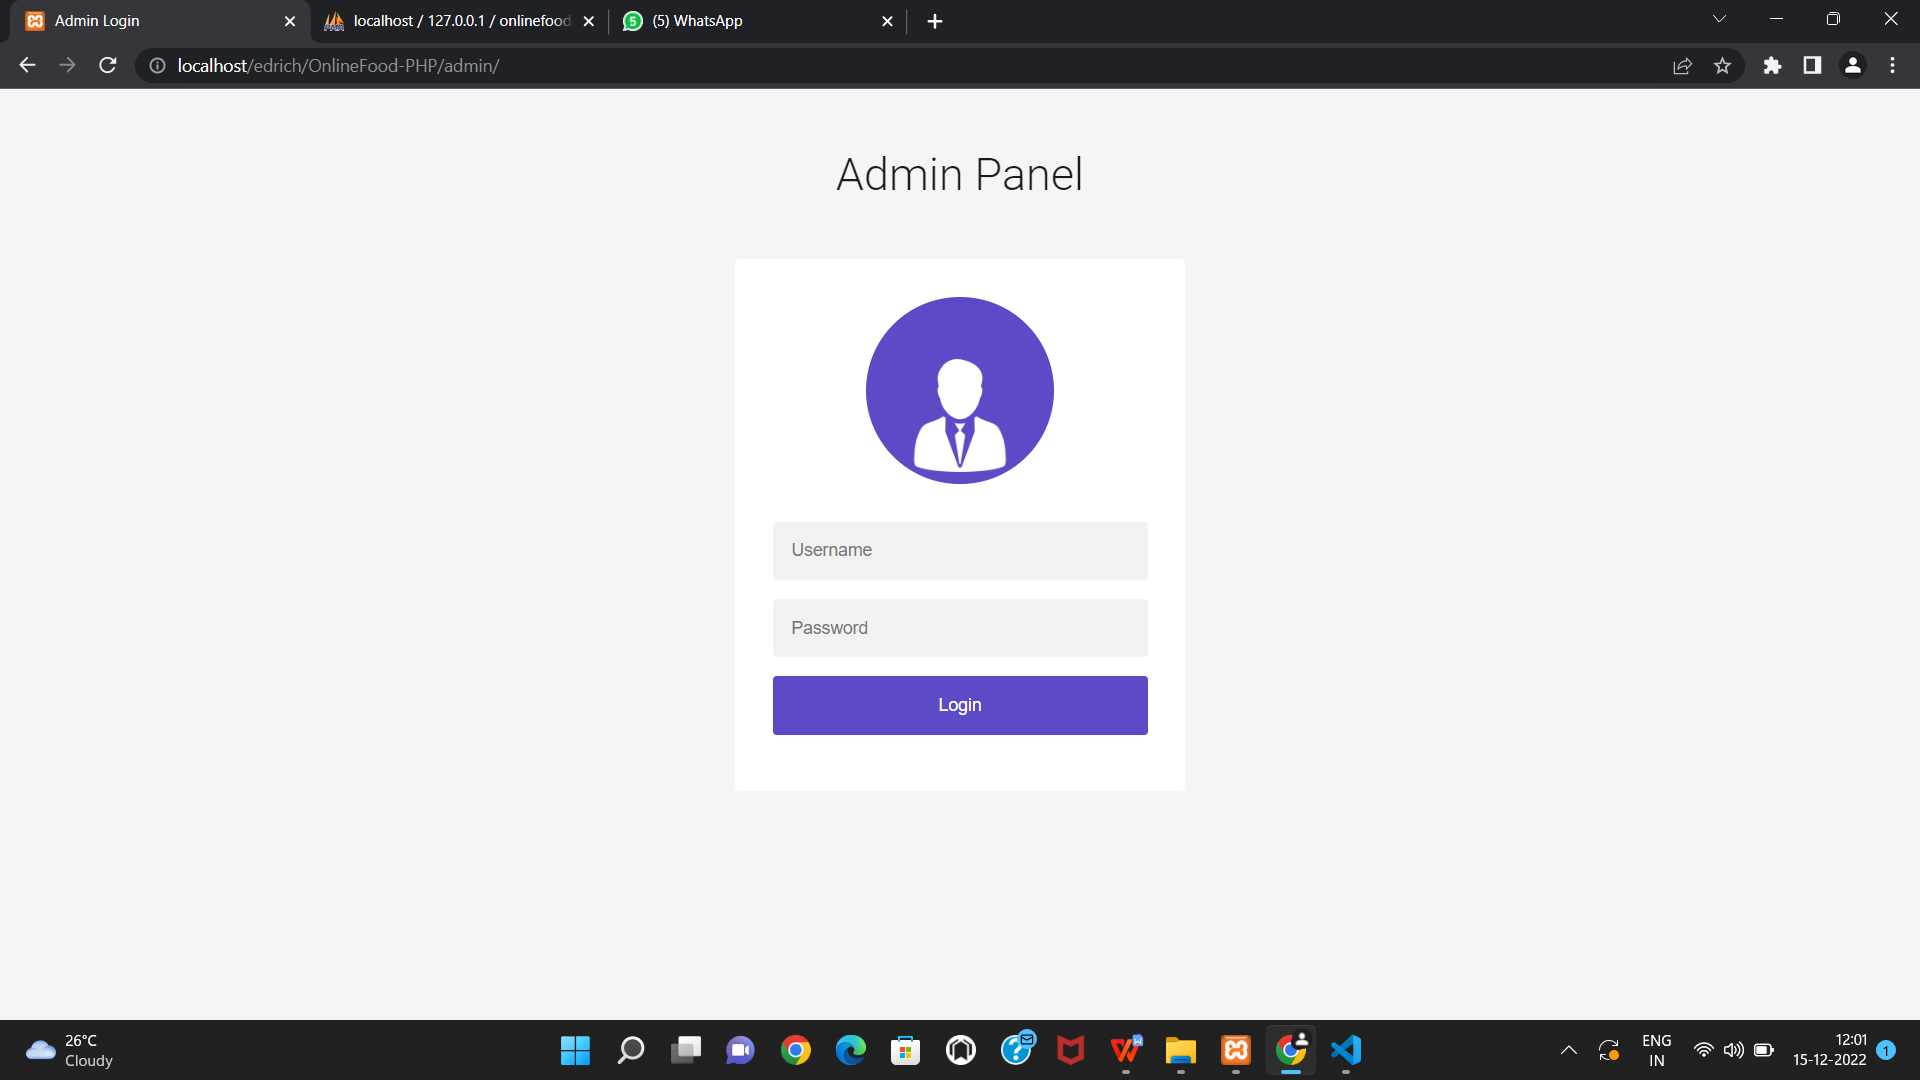 Admin Login
localhost / 127.0.0.1 / onlinefood
5 (5) WhatsApp
localhost/edrich/OnlineFood-PHP/admin/
Admin Panel
Username
Password
Login
26°C
Cloudy
ENG
IN
12:01
15-12-2022
1